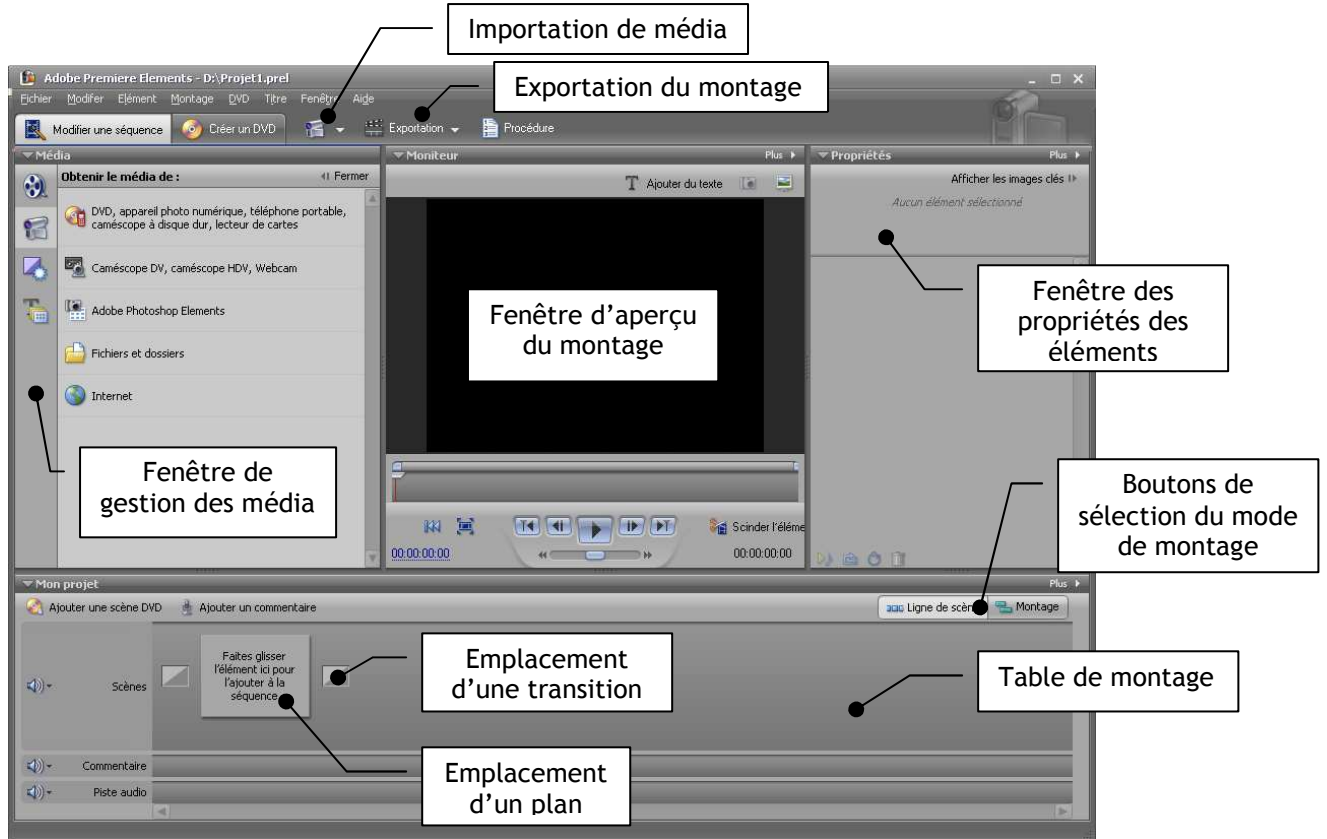 Importation de média
Exportation du montage
Adobe Premiere Elements - D:\Projet1.prel
Fichier Modifer Elément Montage DVD Titre Fenêtre Aide
Modifier une séquence Créer un DVD Exportation Procédure
Média
Obtenir le média de : Fermer
DVD, appareil photo numérique, téléphone portable,
caméscope à disque dur, lecteur de cartes
Caméscope DV, caméscope HDV, Webcam
Adobe Photoshop Elements
Fichiers et dossiers
Internet
Fenêtre de
gestion des média
Moniteur Plus
T Ajouter du texte
Fenêtre d’aperçu
du montage
Scinder l'éléme
00:00:00:00 00:00:00:00
Propriétés Plus
Afficher les images clés
Aucun élément sélectionné
Fenêtre des
propriétés des
éléments
Boutons de
sélection du mode
de montage
Mon projet Plus
Ajouter une scène DVD Ajouter un commentaire Ligne de scèn Montage
Scènes
Faites glisser
l'élément ici pour
l'ajouter à la
séquence
Emplacement
d’une transition
Table de montage
Commentaire
Piste audio
Emplacement
d’un plan